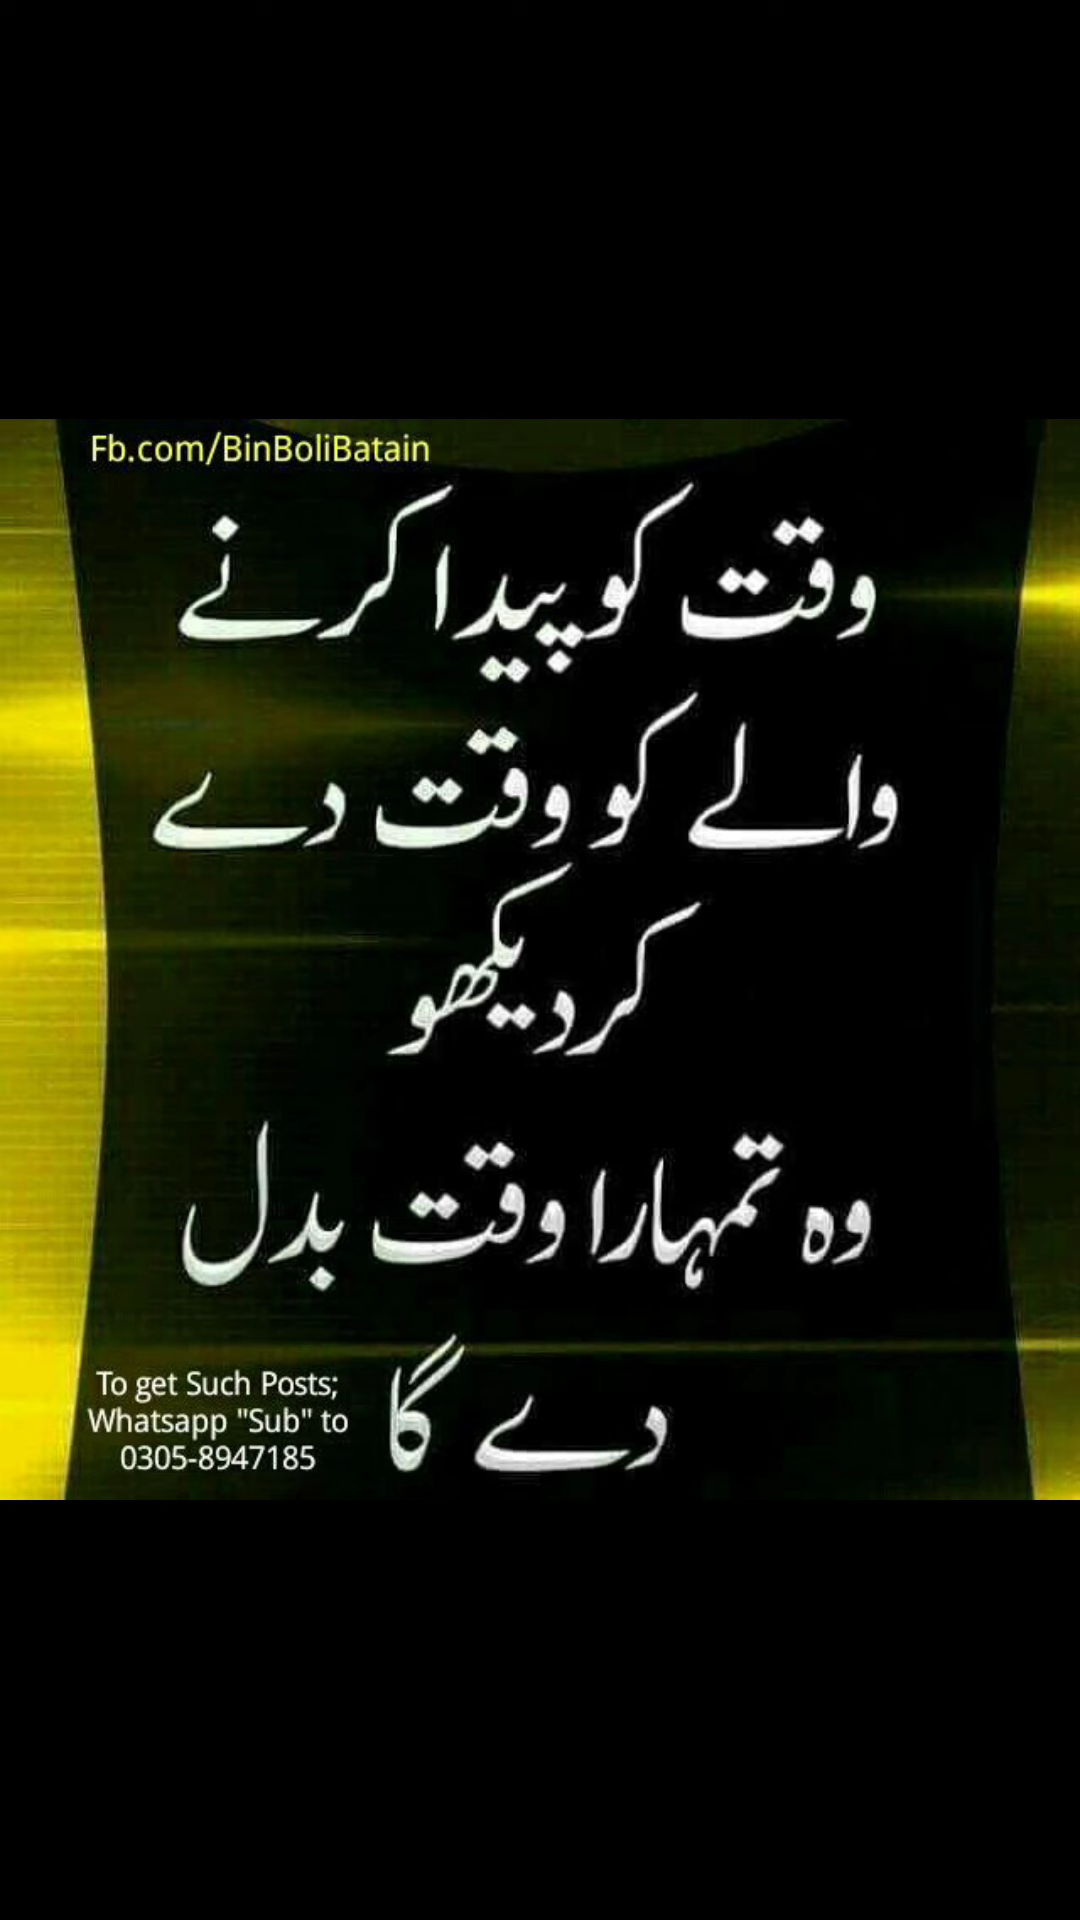 Fb.com/BinBoliBatain
وقت کو پیدا کرنے
والے کو وقت دے
کر دیکھو
وہ تمہارا وقت بدل
دے گا
To get Such Posts;
Whatsapp "Sub" to
0305-8947185